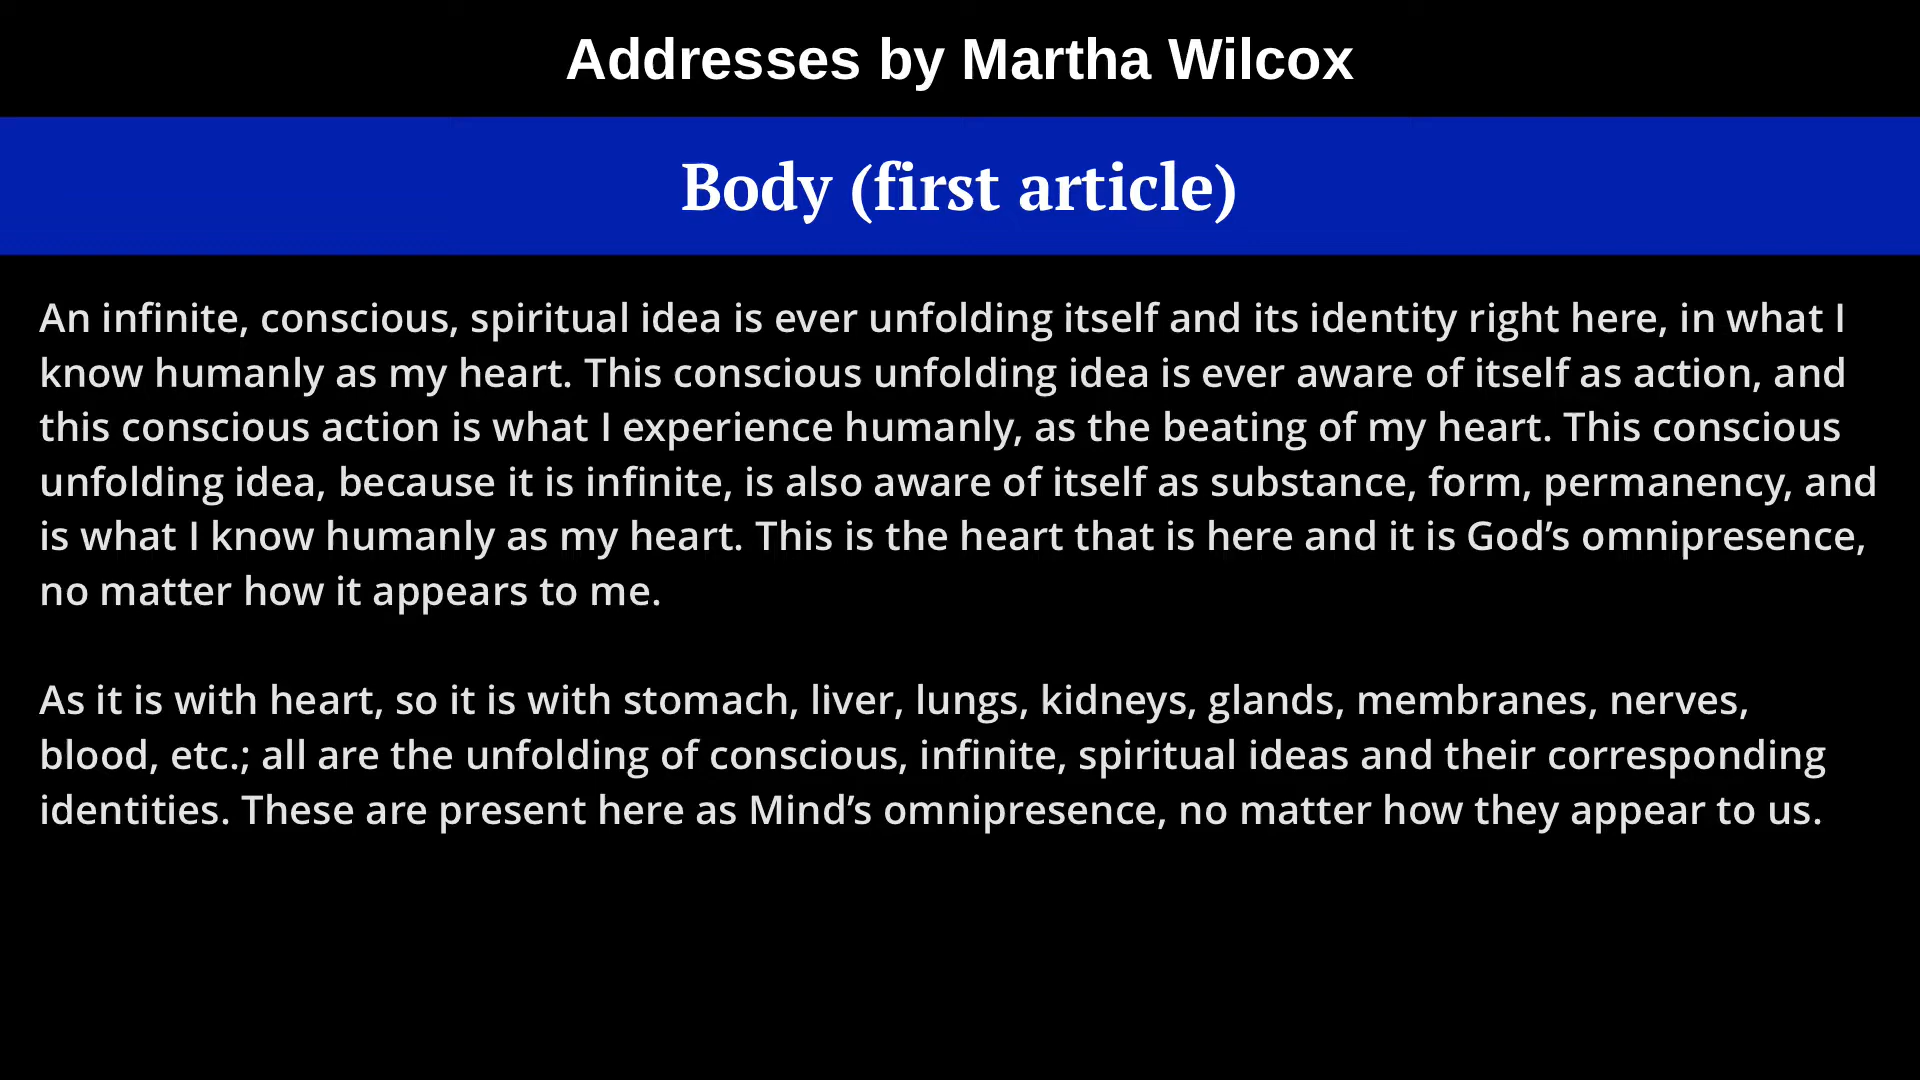 Addresses by Martha Wilcox
Body (first article)
An infinite, conscious, spiritual idea is ever unfolding itself and its identity right here, in what I
know humanly as my heart. This conscious unfolding idea is ever aware of itself as action, and
this conscious action is what I experience humanly, as the beating of my heart. This conscious
unfolding idea, because it is infinite, is also aware of itself as substance, form, permanency, and
is what I know humanly as my heart. This is the heart that is here and it is God’s omnipresence,
no matter how it appears to me.
As it is with heart, so it is with stomach, liver, lungs, kidneys, glands, membranes, nerves,
blood, etc.; all are the unfolding of conscious, infinite, spiritual ideas and their corresponding
identities. These are present here as Mind’s omnipresence, no matter how they appear to us.